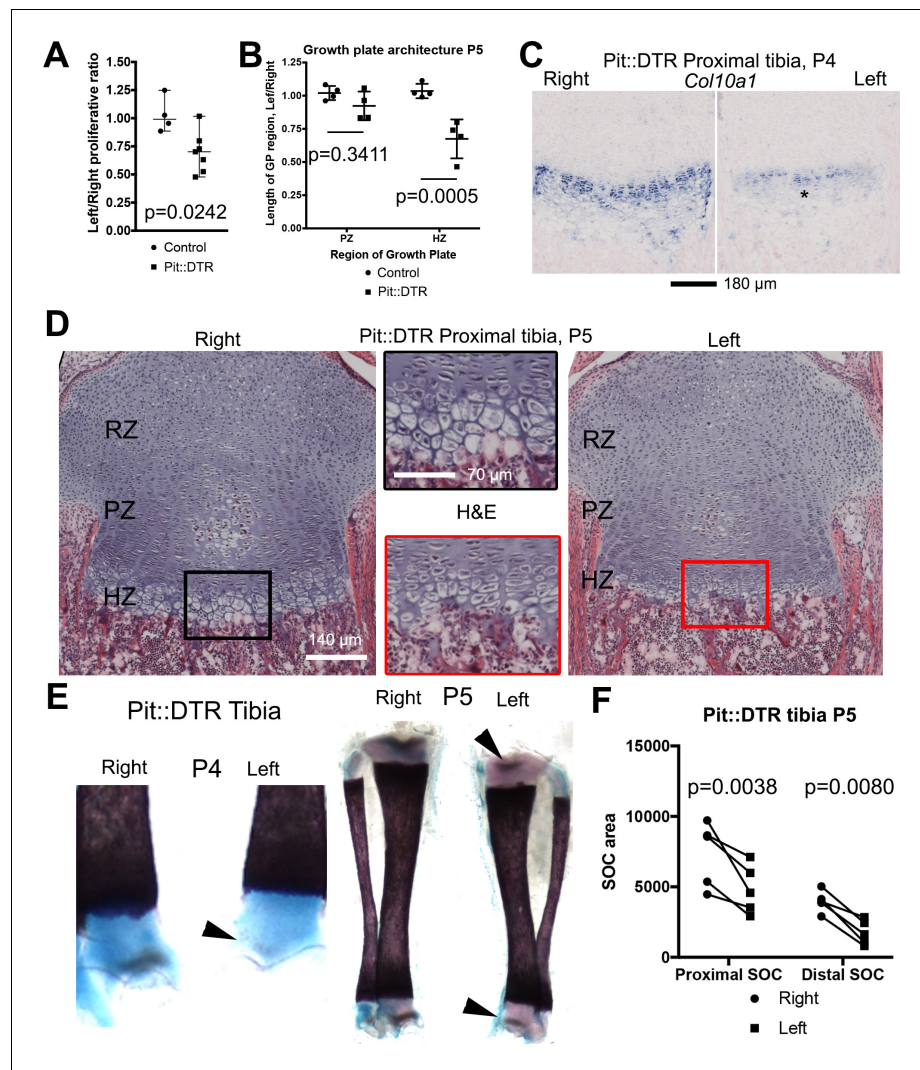 A
Left/Right proliferative ratio
1.50
1.25
1.00
0.75
0.50
0.25
0.00
p=0.0242
Control
Pit::DTR
B
Growth plate architecture P5
Length of GP region, Left/Right
1.25
1.00
0.75
0.50
0.25
0.00
p=0.3411
p=0.0005
PZ HZ
Region of Growth Plate
Control
Pit::DTR
C
Pit::DTR Proximal tibia, P4
Right Col10a1 Left
*
180 µm
D
Right Pit::DTR Proximal tibia, P5 Left
RZ
PZ
HZ
140 µm
70 µm
H&E
RZ
PZ
HZ
E
Pit::DTR Tibia
Right P4 Left
Right P5 Left
F
Pit::DTR tibia P5
SOC area
15000
10000
5000
0
p=0.0038 p=0.0080
Proximal SOC Distal SOC
Right
Left